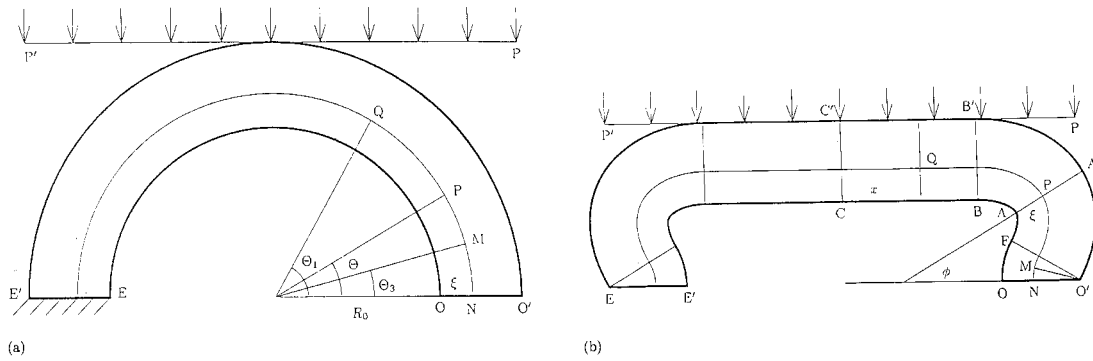 P′ P
Q
P
M
Θ₁ Θ Θ₃ ξ
E′ E O N O′
R₀
(a)
C″ B′
P′ P
Q A
x P
C B A ξ
F
ϕ M
E E′ O N O′
(b)